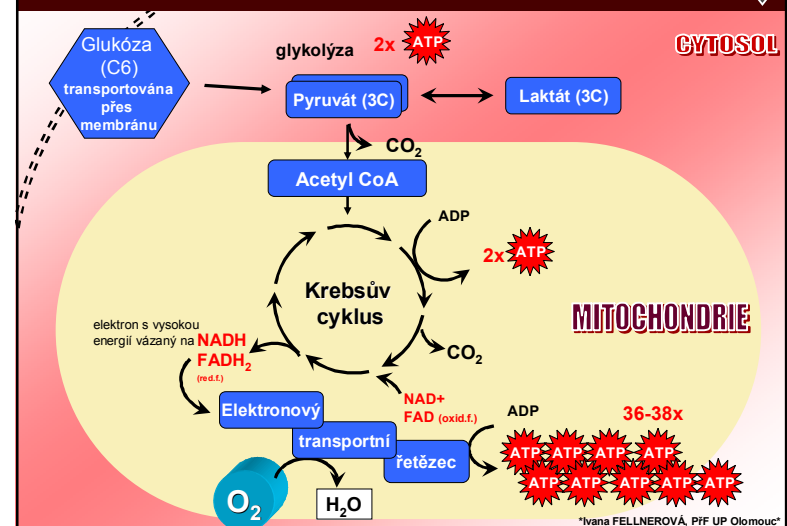 CYTOSOL
Glukóza
(C6)
transportována
přes
membránu
glykolýza
2x ATP
Pyruvát (3C)
Laktát (3C)
CO2
Acetyl CoA
ADP
2x ATP
Krebsův
cyklus
MITOCHONDRIE
CO2
elektron s vysokou
energií vázaný na
NADH
FADH2
(red.f.)
NAD+
FAD (oxid.f.)
Elektronový
transportní
řetězec
ADP
36-38x
ATP ATP ATP ATP
ATP ATP ATP ATP ATP
O2
H2O
*Ivana FELLNEROVÁ, PřF UP Olomouc*